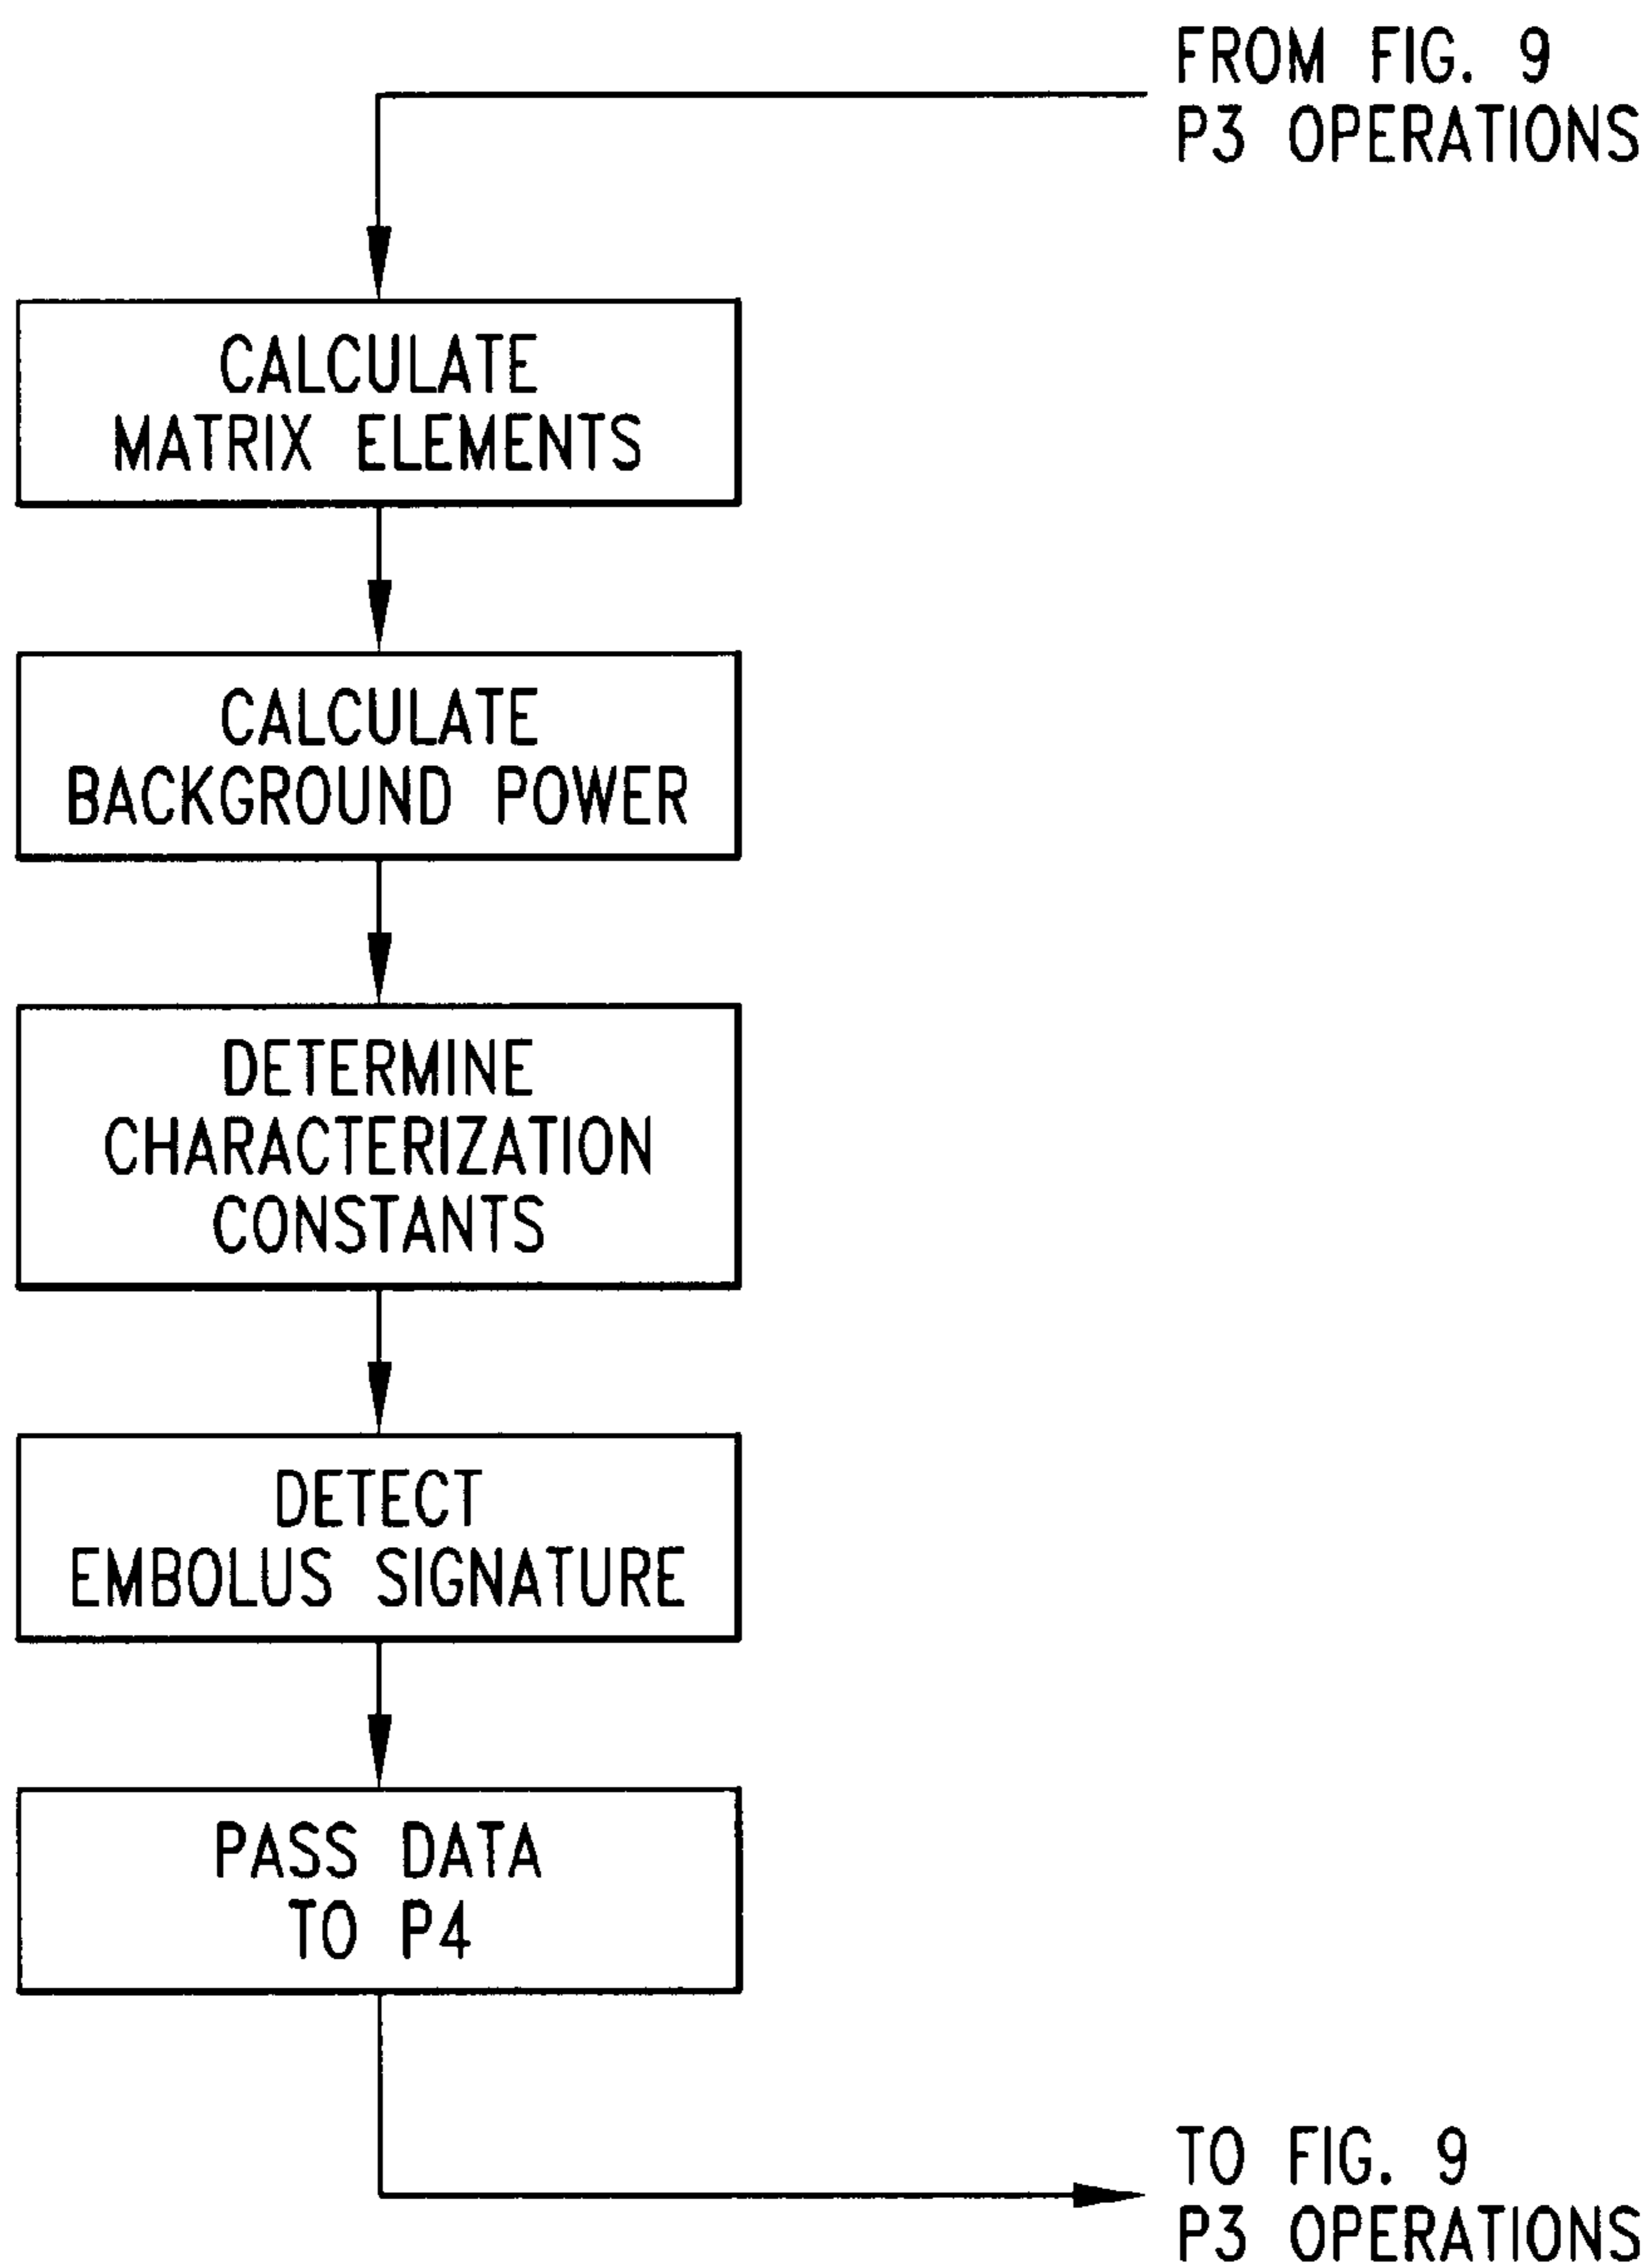 FROM FIG. 9
P3 OPERATIONS
CALCULATE
MATRIX ELEMENTS
CALCULATE
BACKGROUND POWER
DETERMINE
CHARACTERIZATION
CONSTANTS
DETECT
EMBOLUS SIGNATURE
PASS DATA
TO P4
TO FIG. 9
P3 OPERATIONS